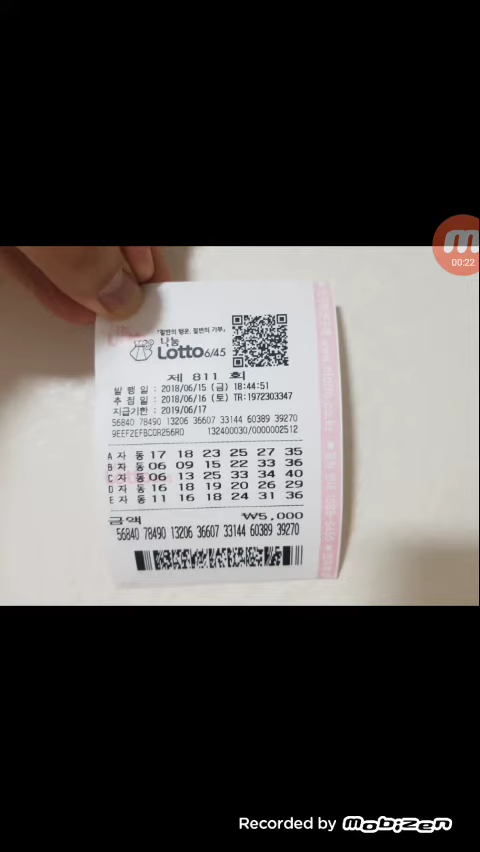 00:22
「절반의 행운, 절반의 기부」
나눔
Lotto 6/45
제 811 회
발 행 일 : 2018/06/15 (금) 18:44:51
추 첨 일 : 2018/06/16 (토) TR:1972303347
지급기한 : 2019/06/17
56840 78490 13206 36607 33144 60389 39270
132400030/0000002512
A 자 동 17 18 23 25 27 35
B 자 동 06 09 15 22 33 36
C 자 동 06 13 25 33 34 40
D 자 동 16 18 19 20 26 29
E 자 동 11 16 18 24 31 36
금액 ₩5,000
56840 78490 13206 36607 33144 60389 39270
Recorded by Mobizen